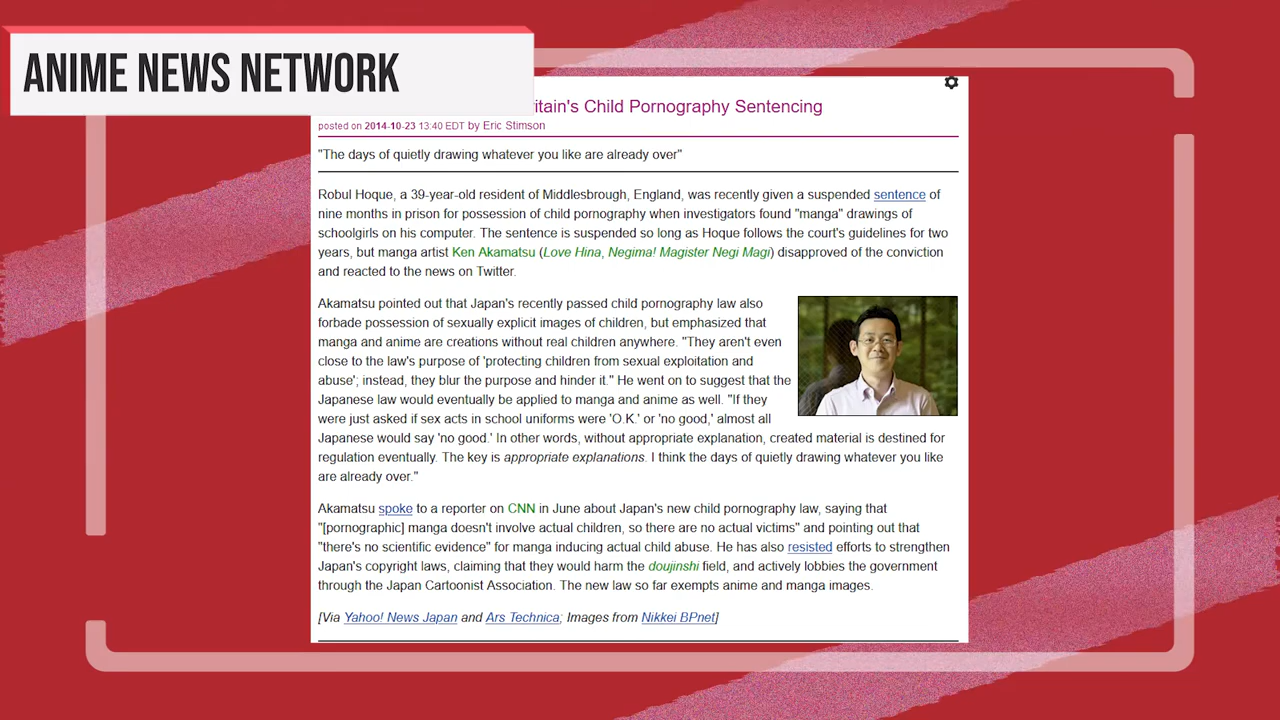 ANIME NEWS NETWORK
itain's Child Pornography Sentencing
posted on 2014-10-23 13:40 EDT by Eric Stimson
"The days of quietly drawing whatever you like are already over"
Robul Hoque, a 39-year-old resident of Middlesbrough, England, was recently given a suspended sentence of
nine months in prison for possession of child pornography when investigators found "manga" drawings of
schoolgirls on his computer. The sentence is suspended so long as Hoque follows the court's guidelines for two
years, but manga artist Ken Akamatsu (Love Hina, Negima! Magister Negi Magi) disapproved of the conviction
and reacted to the news on Twitter.
Akamatsu pointed out that Japan's recently passed child pornography law also
forbade possession of sexually explicit images of children, but emphasized that
manga and anime are creations without real children anywhere. "They aren't even
close to the law's purpose of 'protecting children from sexual exploitation and
abuse'; instead, they blur the purpose and hinder it." He went on to suggest that the
Japanese law would eventually be applied to manga and anime as well. "If they
were just asked if sex acts in school uniforms were 'O.K.' or 'no good,' almost all
Japanese would say 'no good.' In other words, without appropriate explanation, created material is destined for
regulation eventually. The key is appropriate explanations. I think the days of quietly drawing whatever you like
are already over."
Akamatsu spoke to a reporter on CNN in June about Japan's new child pornography law, saying that
"[pornographic] manga doesn't involve actual children, so there are no actual victims" and pointing out that
"there's no scientific evidence" for manga inducing actual child abuse. He has also resisted efforts to strengthen
Japan's copyright laws, claiming that they would harm the doujinshi field, and actively lobbies the government
through the Japan Cartoonist Association. The new law so far exempts anime and manga images.
[Via Yahoo! News Japan and Ars Technica; Images from Nikkei BPnet]